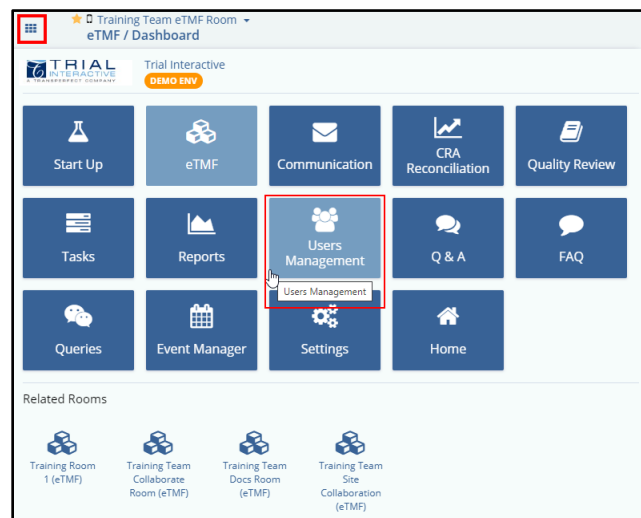 Training Team eTMF Room
eTMF / Dashboard
TRIAL
INTERACTIVE
A TRANSPERFECT COMPANY
Trial Interactive
DEMO ENV
Start Up
eTMF
Communication
CRA
Reconciliation
Quality Review
Tasks
Reports
Users
Management
Q & A
FAQ
Users Management
Queries
Event Manager
Settings
Home
Related Rooms
Training Room
1 (eTMF)
Training Team
Collaborate
Room (eTMF)
Training Team
Docs Room
(eTMF)
Training Team
Site
Collaboration
(eTMF)